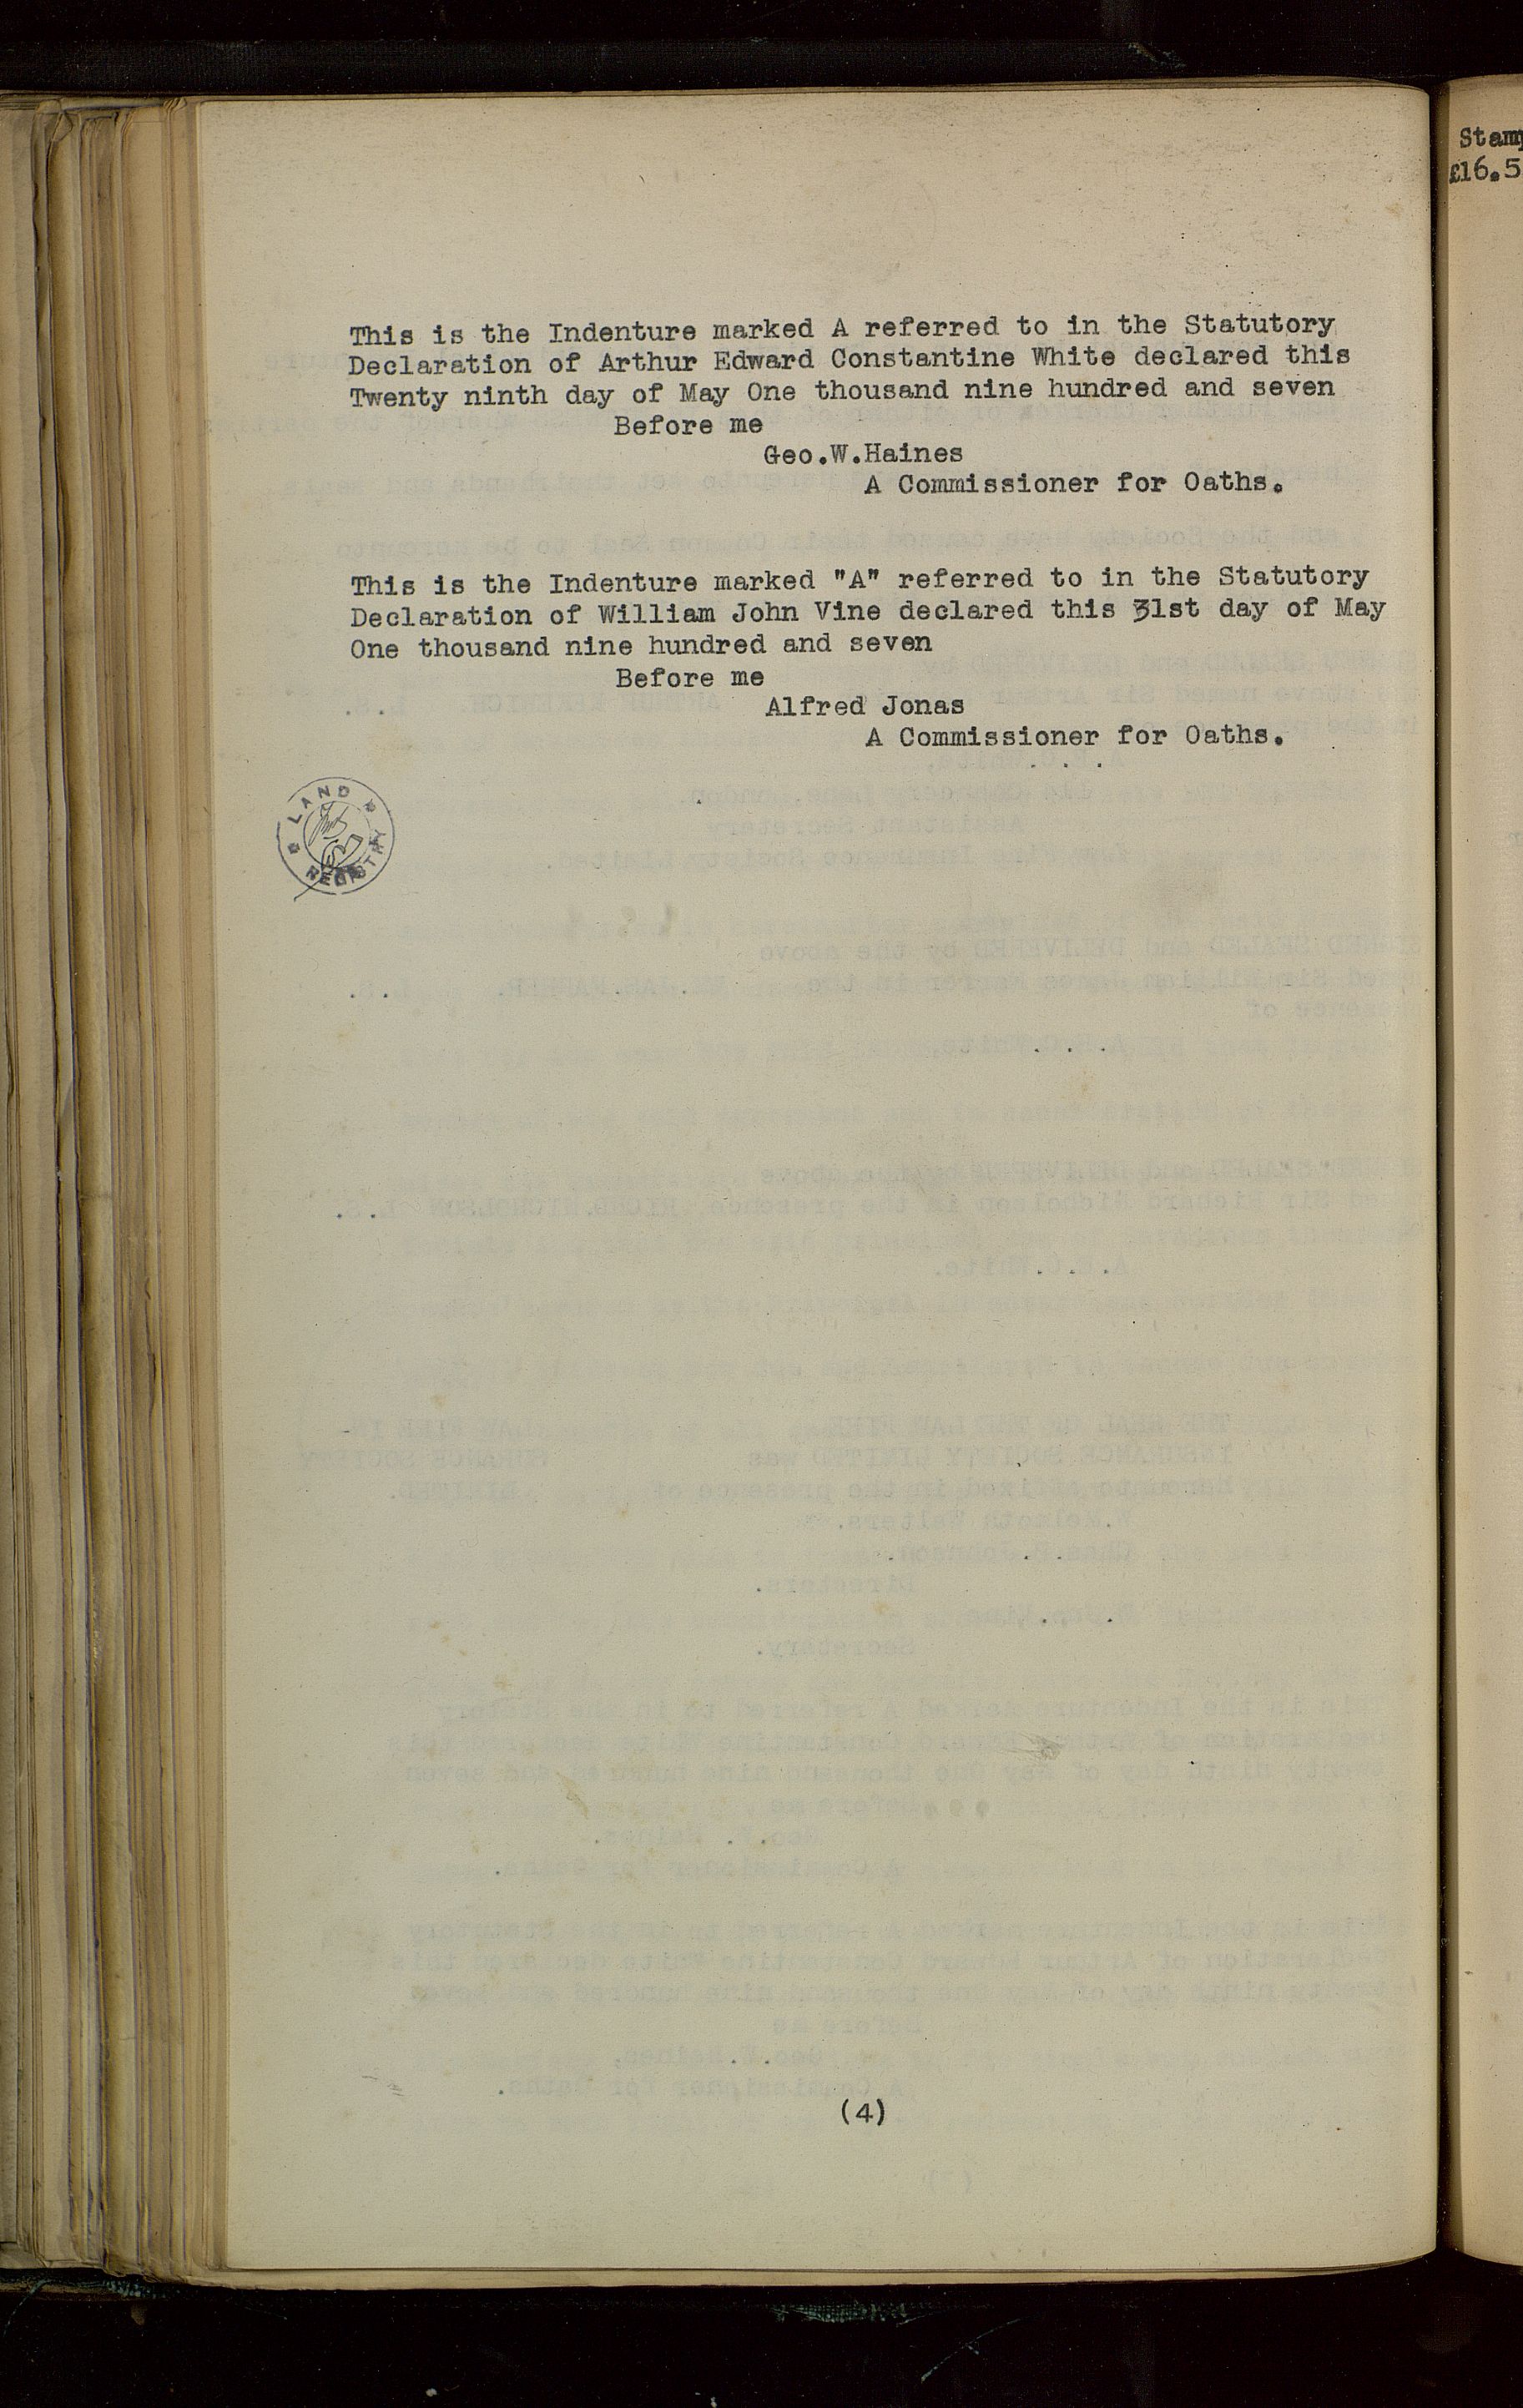 This is the Indenture marked A referred to in the Statutory
Declaration of Arthur Edward Constantine White declared this
Twenty ninth day of May One thousand nine hundred and seven
Before me
Geo.W.Haines
A Commissioner for Oaths.
This is the Indenture marked "A" referred to in the Statutory
Declaration of William John Vine declared this 31st day of May
One thousand nine hundred and seven
Before me
Alfred Jonas
A Commissioner for Oaths.
LAND
REGISTRY
(4)
£16.5